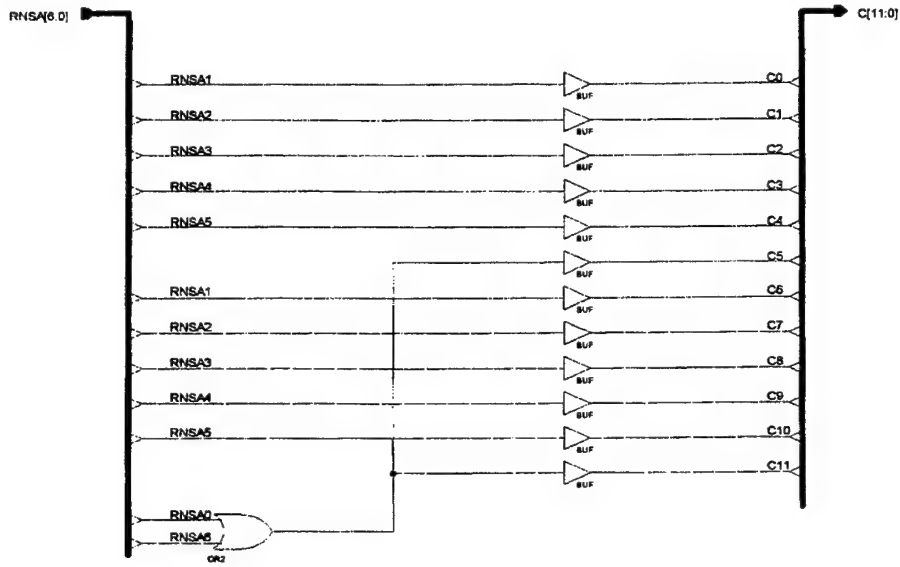 RNSA[6:0] C[11:0]
RNSA1 BUF C0
RNSA2 BUF C1
RNSA3 BUF C2
RNSA4 BUF C3
RNSA5 BUF C4
BUF C5
RNSA1 BUF C6
RNSA2 BUF C7
RNSA3 BUF C8
RNSA4 BUF C9
RNSA5 BUF C10
BUF C11
RNSA0
RNSA6
OR2